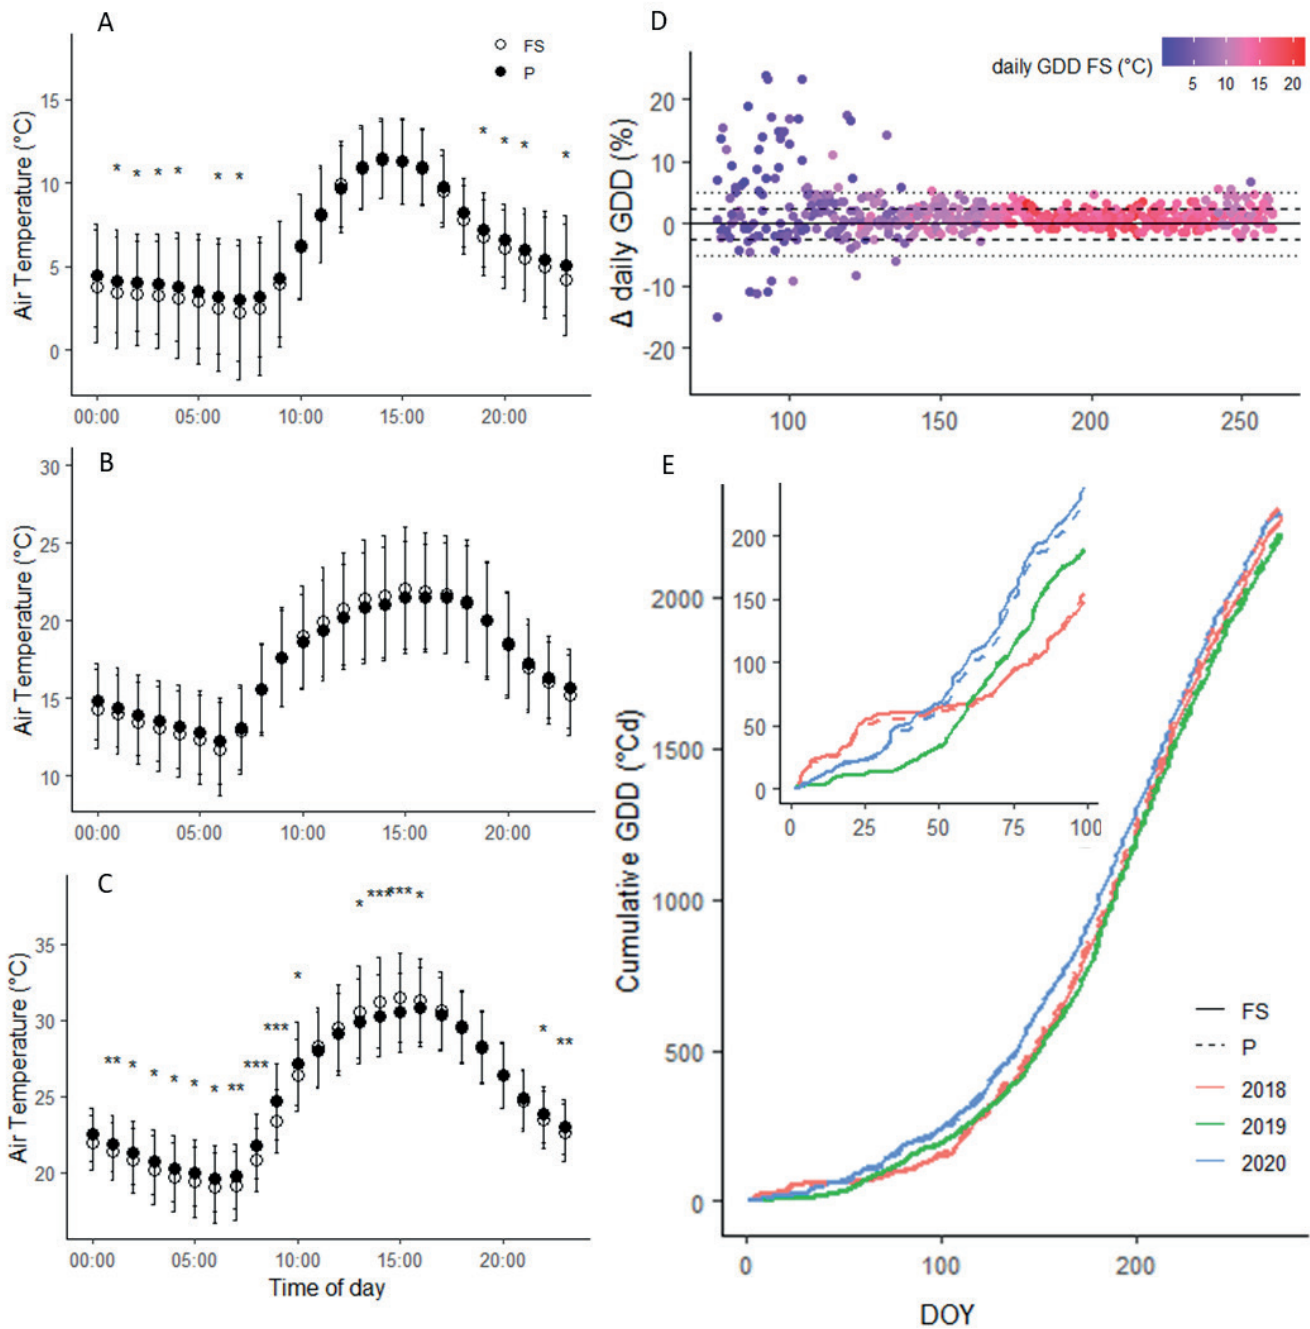 A
FS
P
Air Temperature (°C)
15
10
5
0
* * * * * * * * * *
00:00 05:00 10:00 15:00 20:00
B
Air Temperature (°C)
30
25
20
15
10
00:00 05:00 10:00 15:00 20:00
C
Air Temperature (°C)
35
30
25
20
** * * * * * ** *** *** * * *** *** * * **
00:00 05:00 10:00 15:00 20:00
Time of day
D
daily GDD FS (°C)
5 10 15 20
Δ daily GDD (%)
20
10
0
-10
-20
100 150 200 250
E
Cumulative GDD (°Cd)
2000
1500
1000
500
0
200
150
100
50
0
0 25 50 75 100
FS
P
2018
2019
2020
0 100 200
DOY